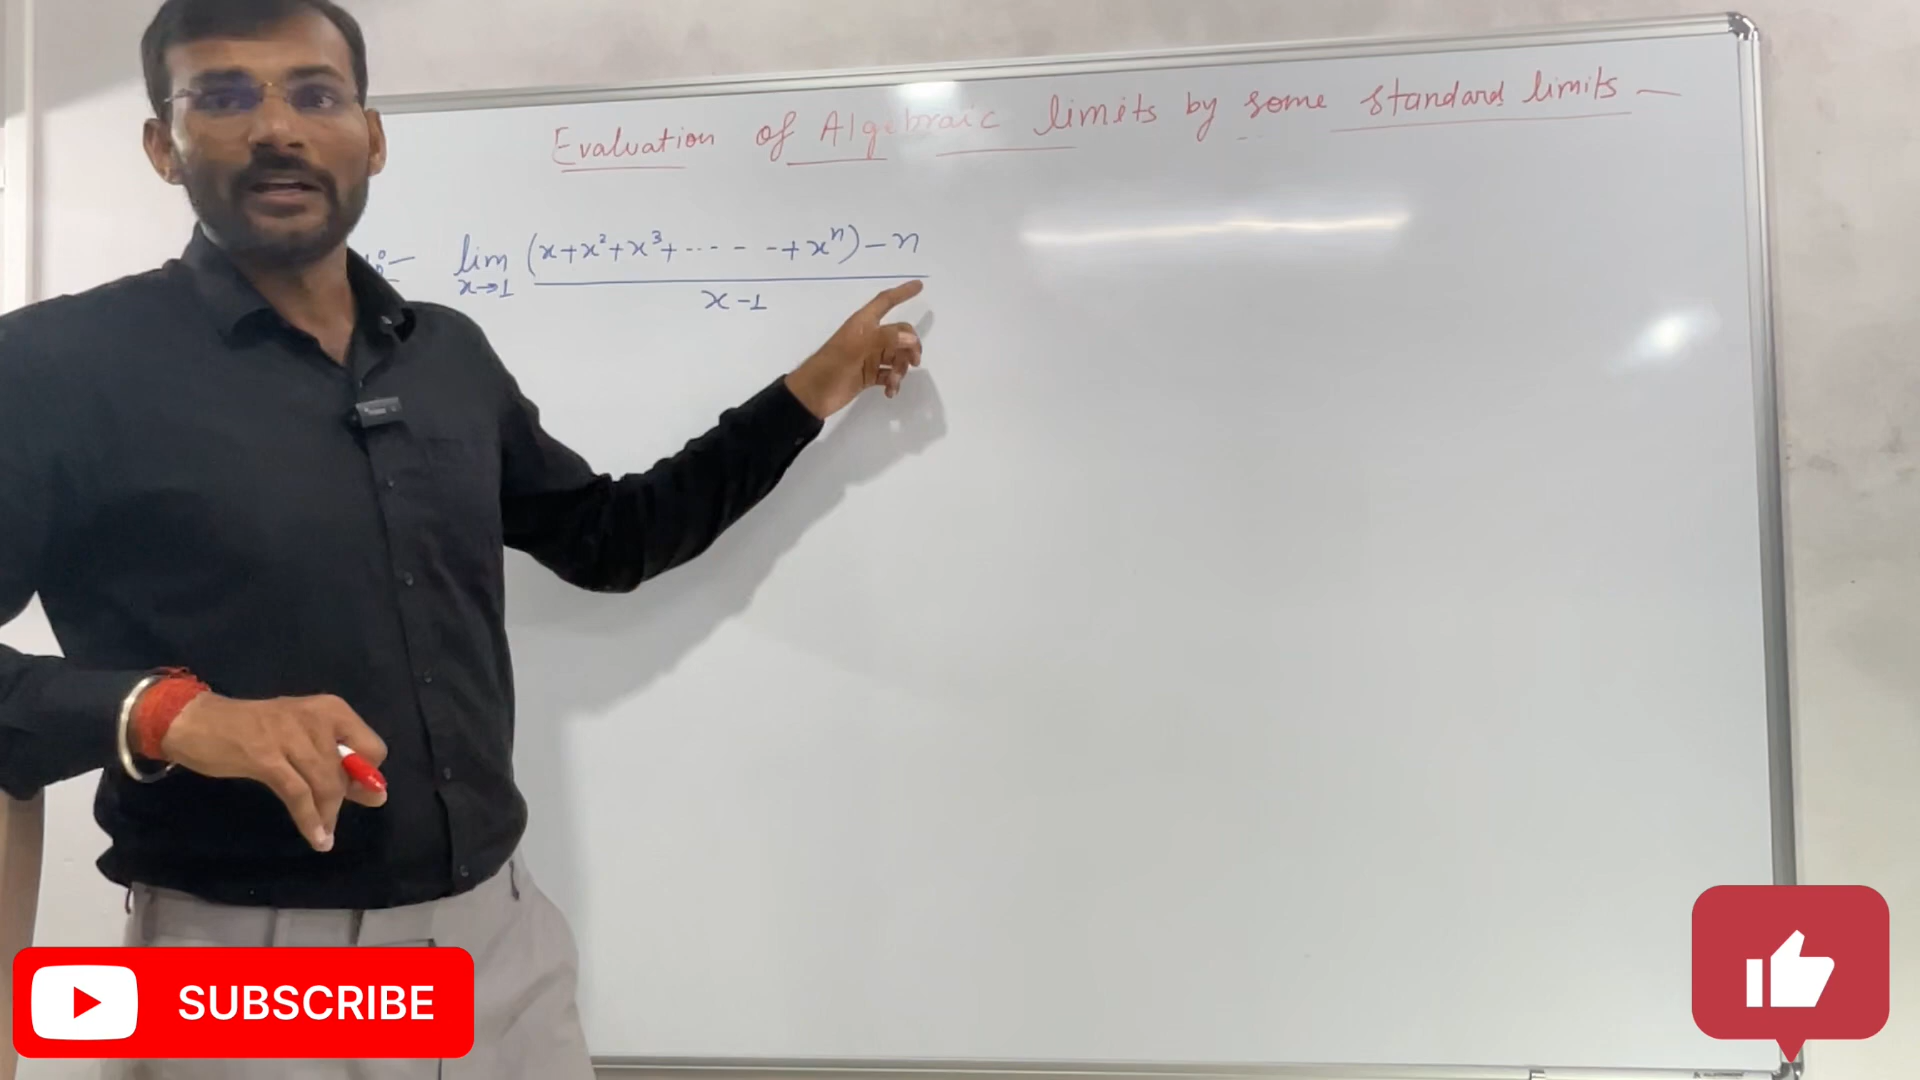 Evaluation of Algebraic limits by some standard limits -
lim x→1 (x+x²+x³+-----+xⁿ)-n
x-1
SUBSCRIBE